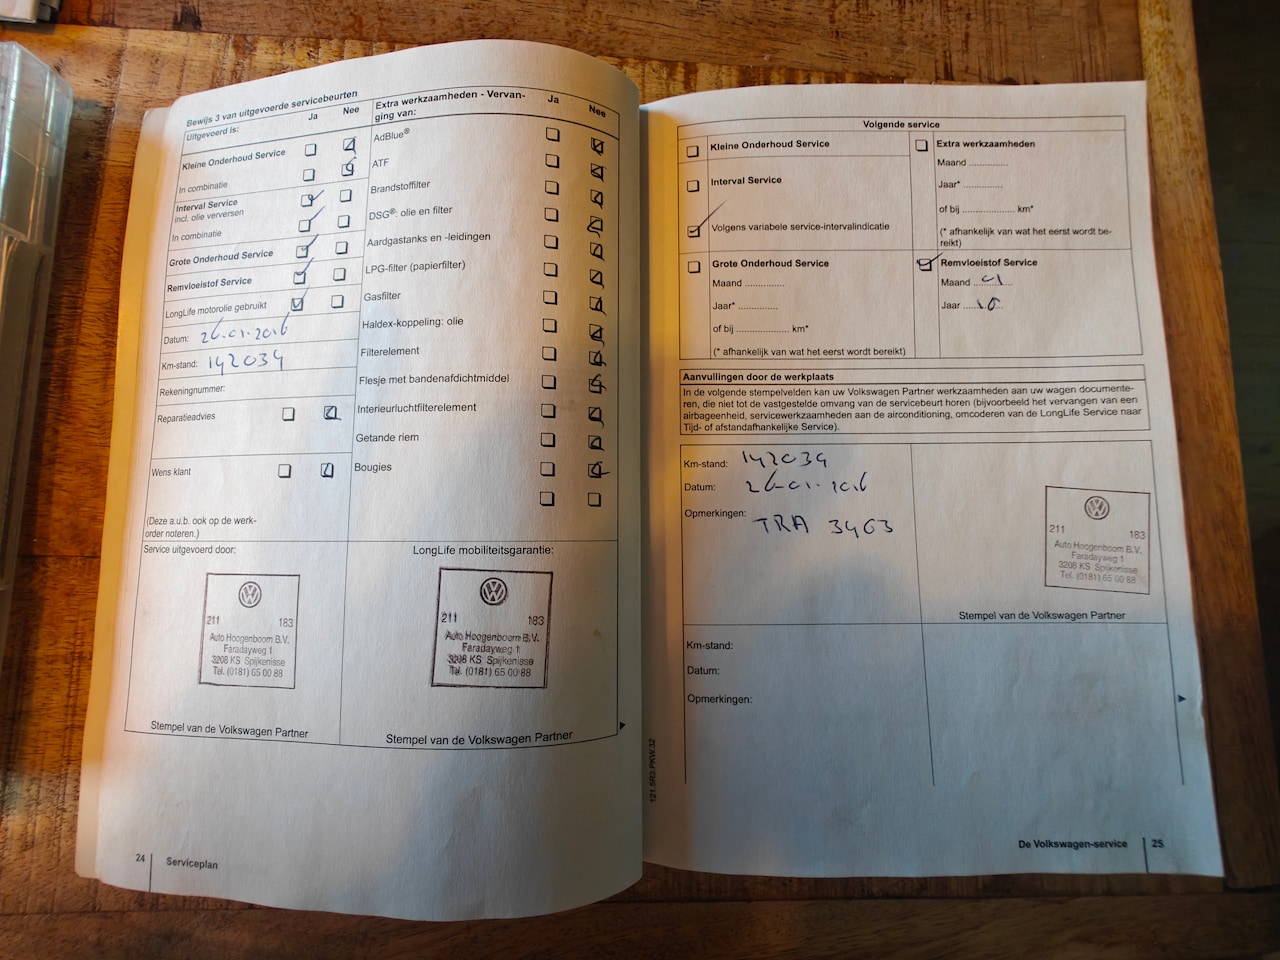 Bewijs 3 van uitgevoerde servicebeurten
Uitgevoerd is:
Ja
Nee
Kleine Onderhoud Service
In combinatie
Interval Service
incl. olie verversen
In combinatie
Grote Onderhoud Service
Remvloeistof Service
LongLife motorolie gebruikt
Datum: 26-01-2016
Km-stand: 142034
Rekeningnummer:
Reparatieadvies
Wens klant
(Deze a.u.b. ook op de werk-
order noteren.)
Extra werkzaamheden - Vervan-
ging van:
Ja
Nee
AdBlue®
ATF
Brandstoffilter
DSG®: olie en filter
Aardgastanks en -leidingen
LPG-filter (papierfilter)
Gasfilter
Haldex-koppeling: olie
Filterelement
Flesje met bandenafdichtmiddel
Interieurluchtfilterelement
Getande riem
Bougies
Service uitgevoerd door:
211 183
Auto Hoogenboom B.V.
Faradayweg 1
3208 KS Spijkenisse
Tel. (0181) 65 00 88
Stempel van de Volkswagen Partner
LongLife mobiliteitsgarantie:
211 183
Auto Hoogenboom B.V.
Faradayweg 1
3208 KS Spijkenisse
Tel. (0181) 65 00 88
Stempel van de Volkswagen Partner
24 Serviceplan
121.5R3.PKW.32
Volgende service
Kleine Onderhoud Service
Interval Service
Volgens variabele service-intervalindicatie
Grote Onderhoud Service
Maand ..............
Jaar* ..............
of bij .................... km*
(* afhankelijk van wat het eerst wordt bereikt)
Extra werkzaamheden
Maand ..............
Jaar* ..............
of bij .................... km*
(* afhankelijk van wat het eerst wordt be-
reikt)
Remvloeistof Service
Maand 01
Jaar
Aanvullingen door de werkplaats
In de volgende stempelvelden kan uw Volkswagen Partner werkzaamheden aan uw wagen documente-
ren, die niet tot de vastgestelde omvang van de servicebeurt horen (bijvoorbeeld het vervangen van een
airbageenheid, servicewerkzaamheden aan de airconditioning, omcoderen van de LongLife Service naar
Tijd- of afstandafhankelijke Service).
Km-stand: 142034
Datum: 26-01-2016
Opmerkingen: TRA 3463
211 183
Auto Hoogenboom B.V.
Faradayweg 1
3208 KS Spijkenisse
Tel. (0181) 65 00 88
Stempel van de Volkswagen Partner
Km-stand:
Datum:
Opmerkingen:
De Volkswagen-service 25